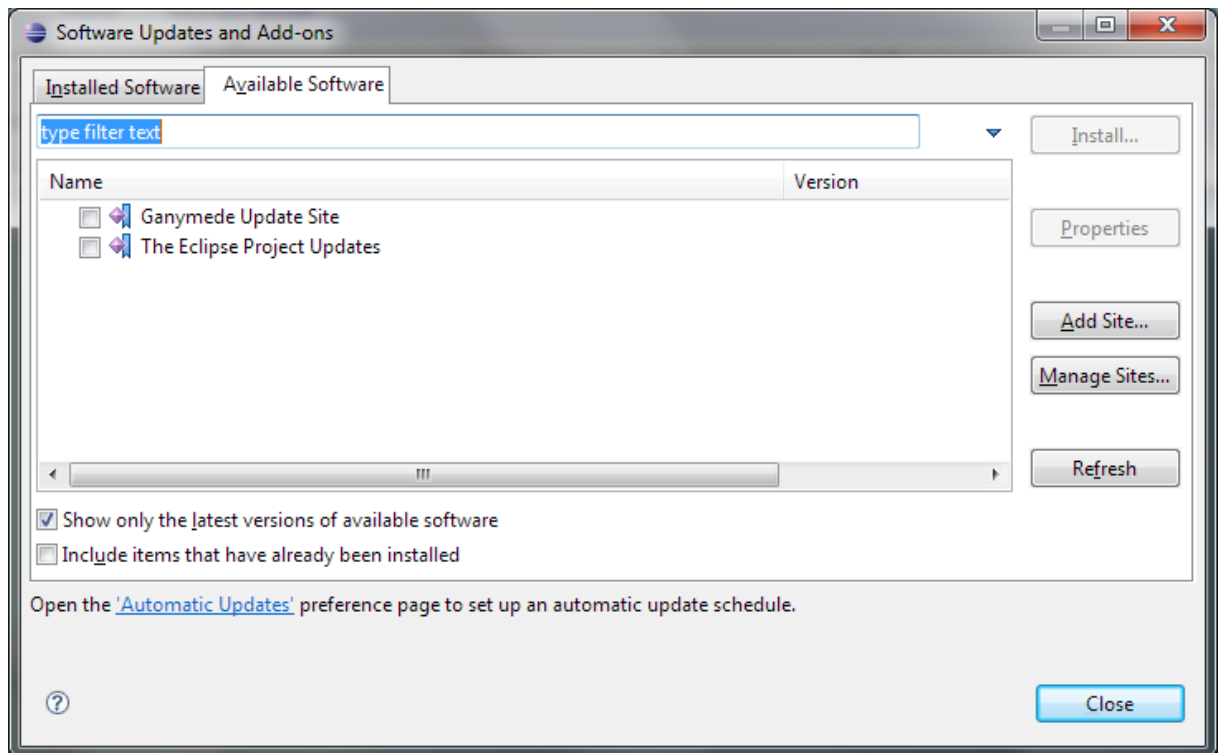 Software Updates and Add-ons
Installed Software Available Software
type filter text
Install...
Name Version
Ganymede Update Site
Properties
The Eclipse Project Updates
Add Site...
Manage Sites...
Refresh
Show only the latest versions of available software
Include items that have already been installed
Open the 'Automatic Updates' preference page to set up an automatic update schedule.
?
Close